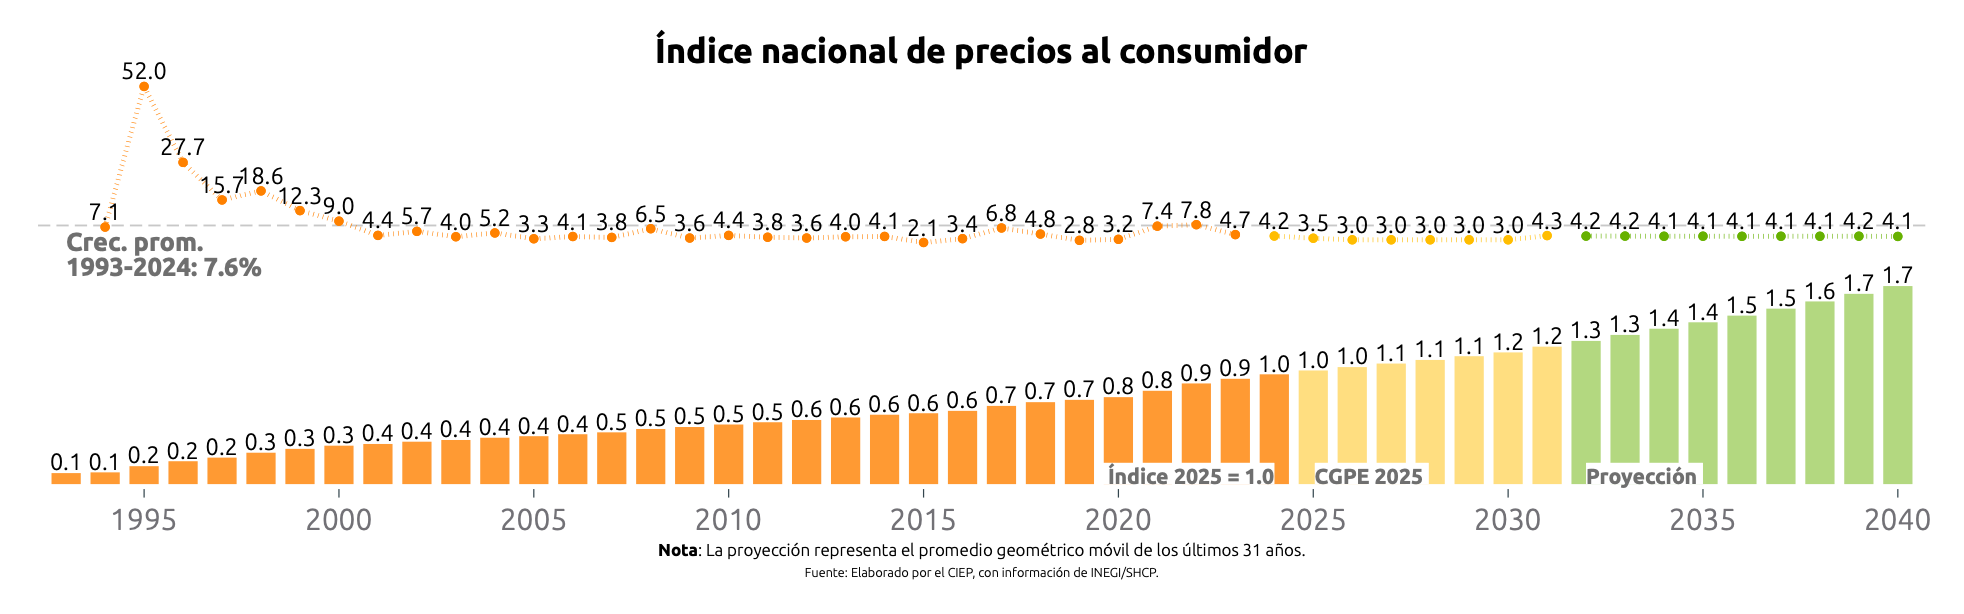 Índice nacional de precios al consumidor
52.0
27.7
15.7 18.6
7.1 12.3 9.0 4.4 5.7 4.0 5.2 3.3 4.1 3.8 6.5 3.6 4.4 3.8 3.6 4.0 4.1 2.1 3.4 6.8 4.8 2.8 3.2 7.4 7.8 4.7 4.2 3.5 3.0 3.0 3.0 3.0 3.0 4.3 4.2 4.2 4.1 4.1 4.1 4.1 4.1 4.2 4.1
Crec. prom.
1993-2024: 7.6%
0.1 0.1 0.2 0.2 0.2 0.3 0.3 0.3 0.4 0.4 0.4 0.4 0.4 0.4 0.5 0.5 0.5 0.5 0.5 0.6 0.6 0.6 0.6 0.6 0.7 0.7 0.7 0.8 0.8 0.9 0.9 1.0 1.0 1.0 1.1 1.1 1.1 1.2 1.2 1.3 1.3 1.4 1.4 1.5 1.5 1.6 1.7 1.7
Índice 2025 = 1.0 CGPE 2025 Proyección
1995 2000 2005 2010 2015 2020 2025 2030 2035 2040
Nota: La proyección representa el promedio geométrico móvil de los últimos 31 años.
Fuente: Elaborado por el CIEP, con información de INEGI/SHCP.